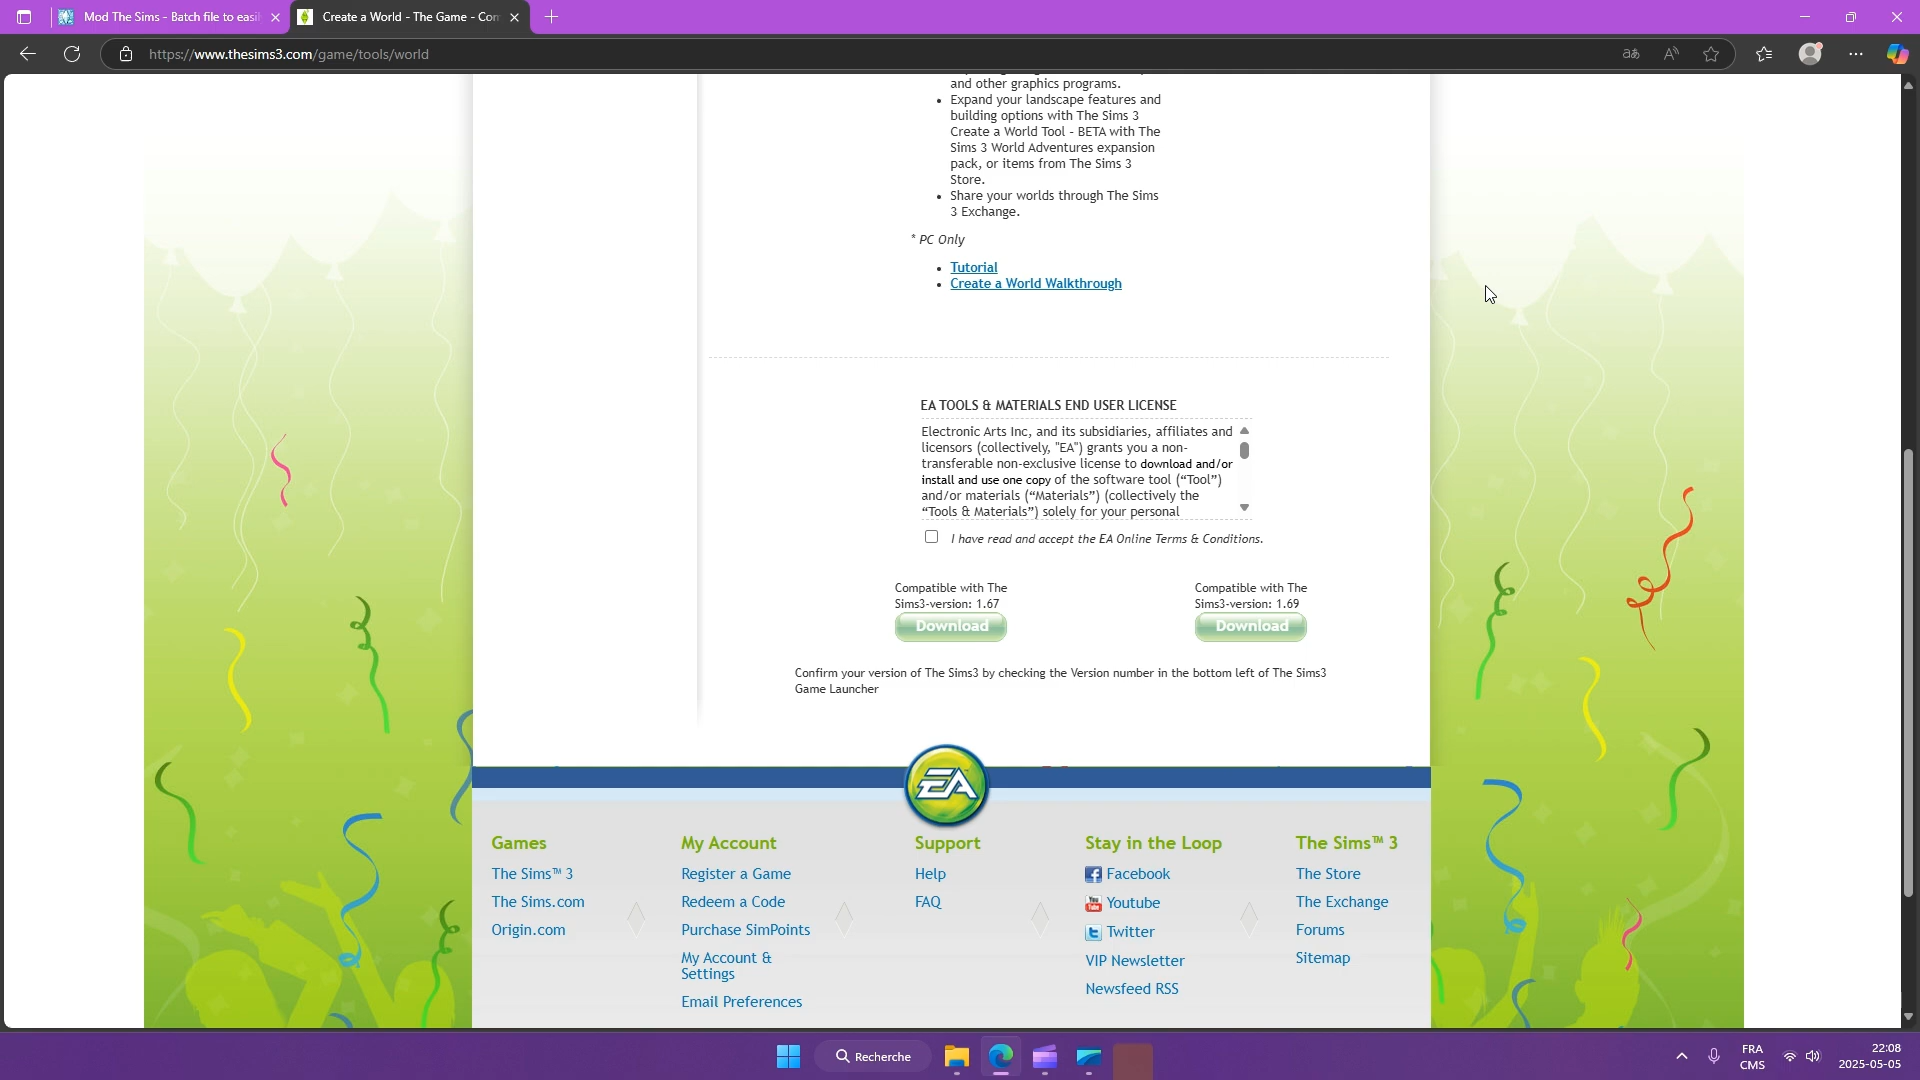 Mod The Sims - Batch file to easil
Create a World - The Game - Com
https://www.thesims3.com/game/tools/world
and other graphics programs.
Expand your landscape features and
building options with The Sims 3
Create a World Tool - BETA with The
Sims 3 World Adventures expansion
pack, or items from The Sims 3
Store.
Share your worlds through The Sims
3 Exchange.
* PC Only
Tutorial
Create a World Walkthrough
EA TOOLS & MATERIALS END USER LICENSE
Electronic Arts Inc, and its subsidiaries, affiliates and
licensors (collectively, "EA") grants you a non-
transferable non-exclusive license to download and/or
install and use one copy of the software tool (“Tool”)
and/or materials (“Materials”) (collectively the
“Tools & Materials”) solely for your personal
I have read and accept the EA Online Terms & Conditions.
Compatible with The
Sims3-version: 1.67
Download
Compatible with The
Sims3-version: 1.69
Download
Confirm your version of The Sims3 by checking the Version number in the bottom left of The Sims3
Game Launcher
EA
Games
The Sims™ 3
The Sims.com
Origin.com
My Account
Register a Game
Redeem a Code
Purchase SimPoints
My Account &
Settings
Email Preferences
Support
Help
FAQ
Stay in the Loop
Facebook
Youtube
Twitter
VIP Newsletter
Newsfeed RSS
The Sims™ 3
The Store
The Exchange
Forums
Sitemap
Recherche
FRA
CMS
22:08
2025-05-05